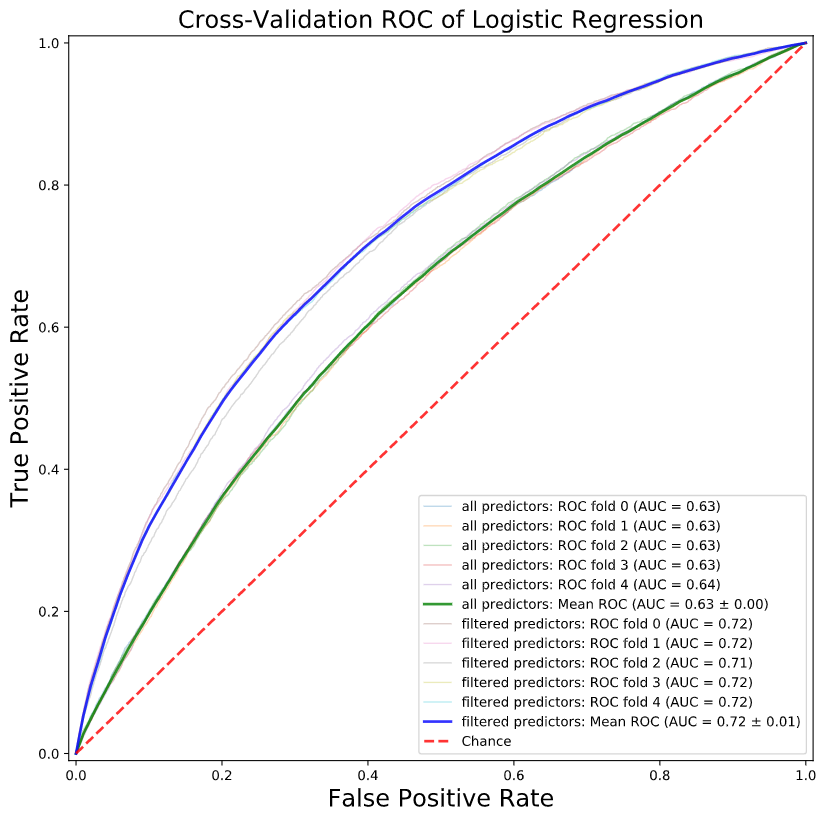 Cross-Validation ROC of Logistic Regression
True Positive Rate
1.0
0.8
0.6
0.4
0.2
0.0
all predictors: ROC fold 0 (AUC = 0.63)
all predictors: ROC fold 1 (AUC = 0.63)
all predictors: ROC fold 2 (AUC = 0.63)
all predictors: ROC fold 3 (AUC = 0.63)
all predictors: ROC fold 4 (AUC = 0.64)
all predictors: Mean ROC (AUC = 0.63 ± 0.00)
filtered predictors: ROC fold 0 (AUC = 0.72)
filtered predictors: ROC fold 1 (AUC = 0.72)
filtered predictors: ROC fold 2 (AUC = 0.71)
filtered predictors: ROC fold 3 (AUC = 0.72)
filtered predictors: ROC fold 4 (AUC = 0.72)
filtered predictors: Mean ROC (AUC = 0.72 ± 0.01)
Chance
0.0 0.2 0.4 0.6 0.8 1.0
False Positive Rate